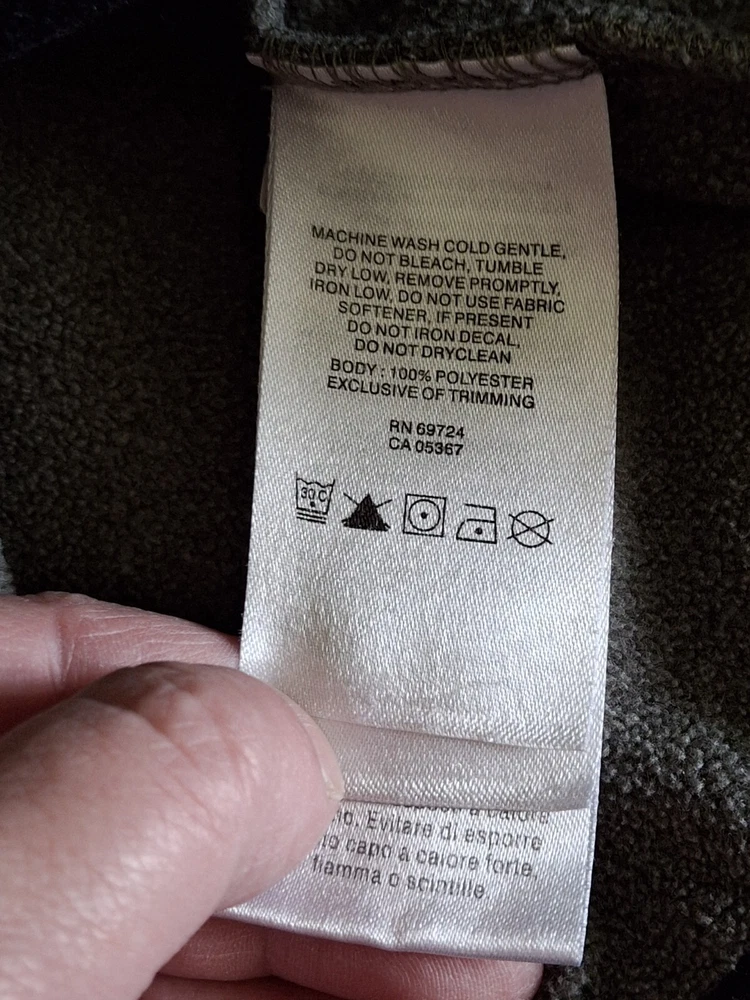 MACHINE WASH COLD GENTLE,
DO NOT BLEACH, TUMBLE
DRY LOW, REMOVE PROMPTLY,
IRON LOW, DO NOT USE FABRIC
SOFTENER, IF PRESENT
DO NOT IRON DECAL,
DO NOT DRYCLEAN
BODY : 100% POLYESTER
EXCLUSIVE OF TRIMMING
RN 69724
CA 05367
30 C
a calore
Evitare di esporre
capo a calore forte,
fiamma o scintille.